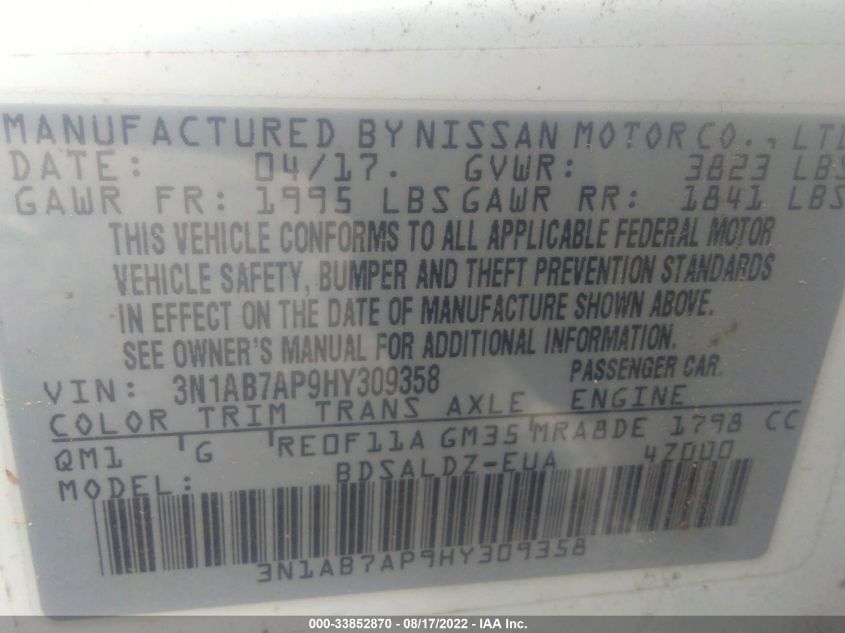 MANUFACTURED BY NISSAN MOTOR CO., LTD
DATE: 04/17. GVWR: 3823 LBS
GAWR FR: 1995 LBS GAWR RR: 1841 LBS
THIS VEHICLE CONFORMS TO ALL APPLICABLE FEDERAL MOTOR
VEHICLE SAFETY, BUMPER AND THEFT PREVENTION STANDARDS
IN EFFECT ON THE DATE OF MANUFACTURE SHOWN ABOVE.
SEE OWNER'S MANUAL FOR ADDITIONAL INFORMATION.
VIN: 3N1AB7AP9HY309358 PASSENGER CAR.
COLOR TRIM TRANS AXLE ENGINE
QM1 G RE0F11A GM35 MRA8DE 1798 CC
MODEL: BDSALDZ-EUA 4Z000
3N1AB7AP9HY309358
000-33852870 - 08/17/2022 - IAA Inc.